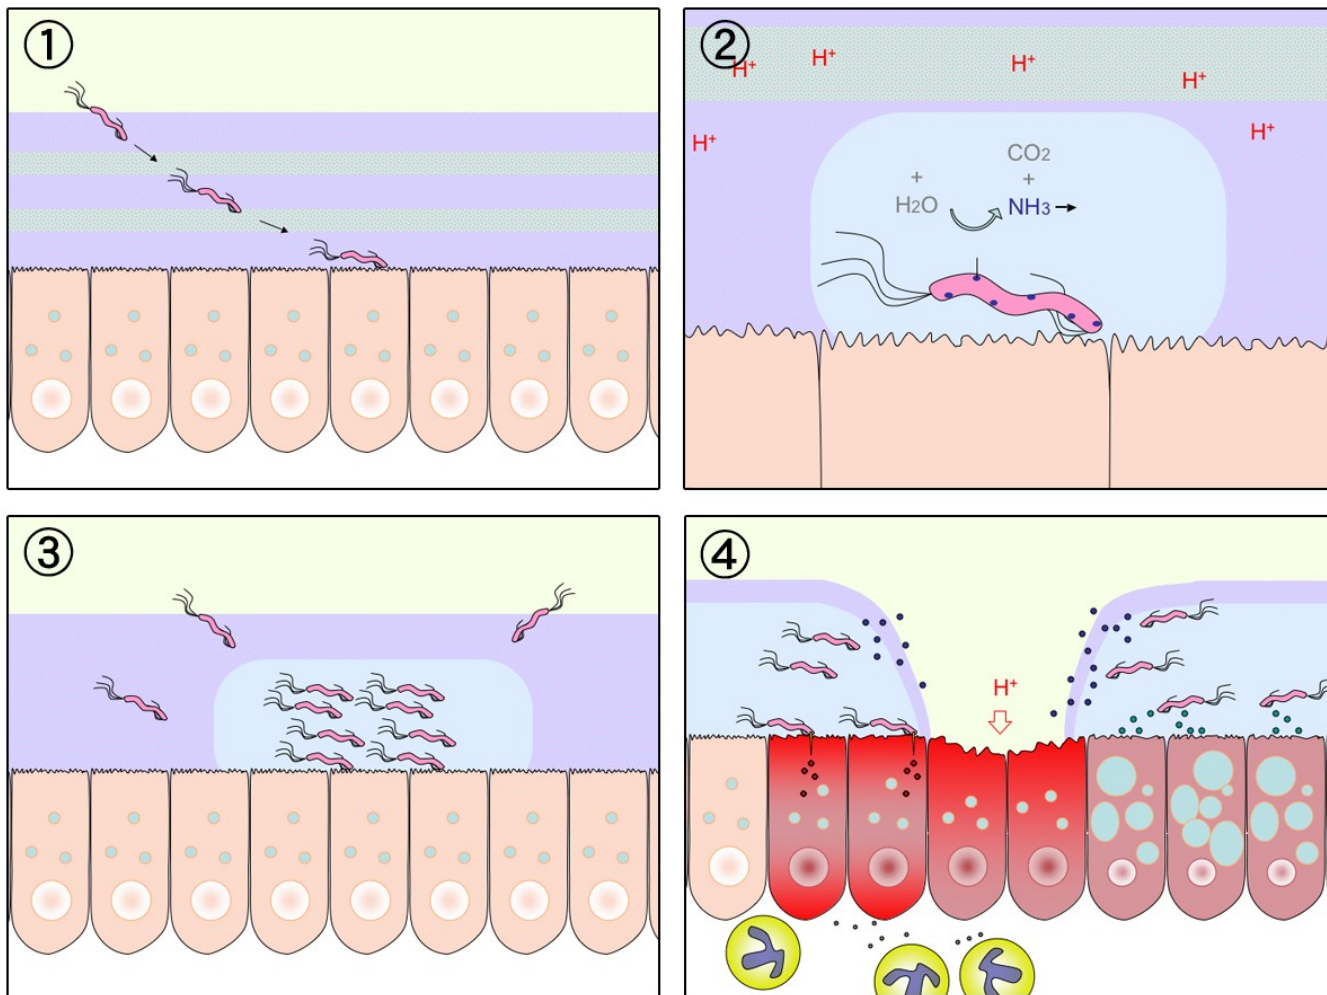 ①
②
H⁺ H⁺ H⁺ H⁺
H⁺ H⁺
CO₂
+ +
H₂O NH₃
③
④
H⁺